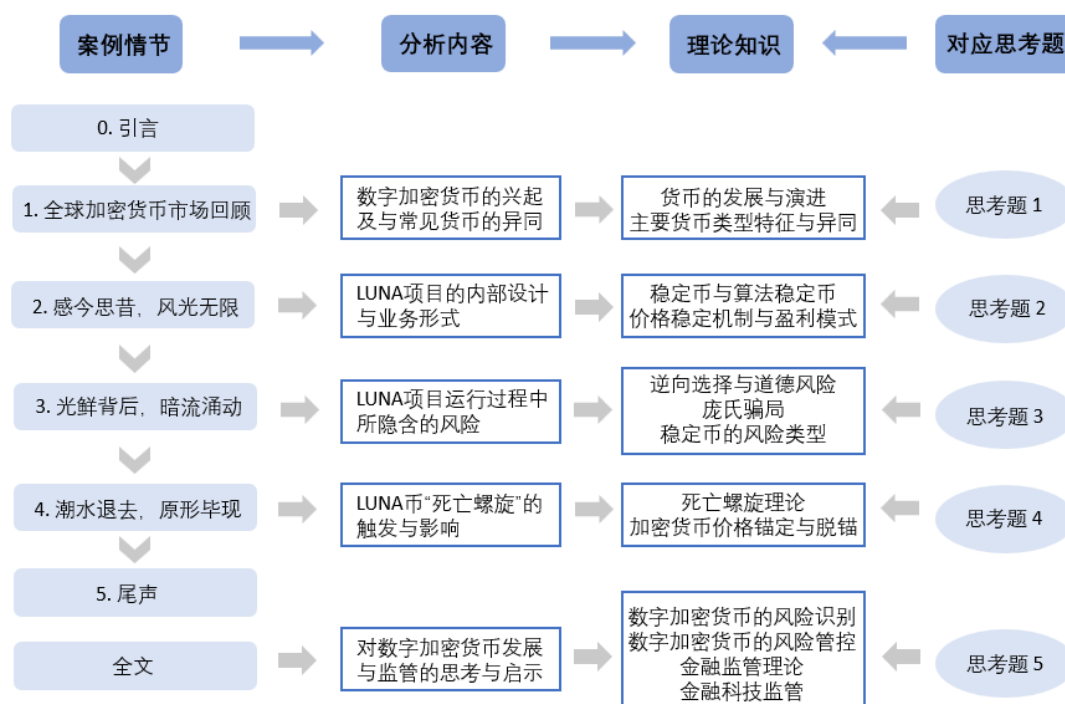 案例情节
分析内容
理论知识
对应思考题
0. 引言
1. 全球加密货币市场回顾
数字加密货币的兴起
及与常见货币的异同
货币的发展与演进
主要货币类型特征与异同
思考题 1
2. 感今思昔，风光无限
LUNA项目的内部设计
与业务形式
稳定币与算法稳定币
价格稳定机制与盈利模式
思考题 2
3. 光鲜背后，暗流涌动
LUNA项目运行过程中
所隐含的风险
逆向选择与道德风险
庞氏骗局
稳定币的风险类型
思考题 3
4. 潮水退去，原形毕现
LUNA币“死亡螺旋”的
触发与影响
死亡螺旋理论
加密货币价格锚定与脱锚
思考题 4
5. 尾声
全文
对数字加密货币发展
与监管的思考与启示
数字加密货币的风险识别
数字加密货币的风险管控
金融监管理论
金融科技监管
思考题 5